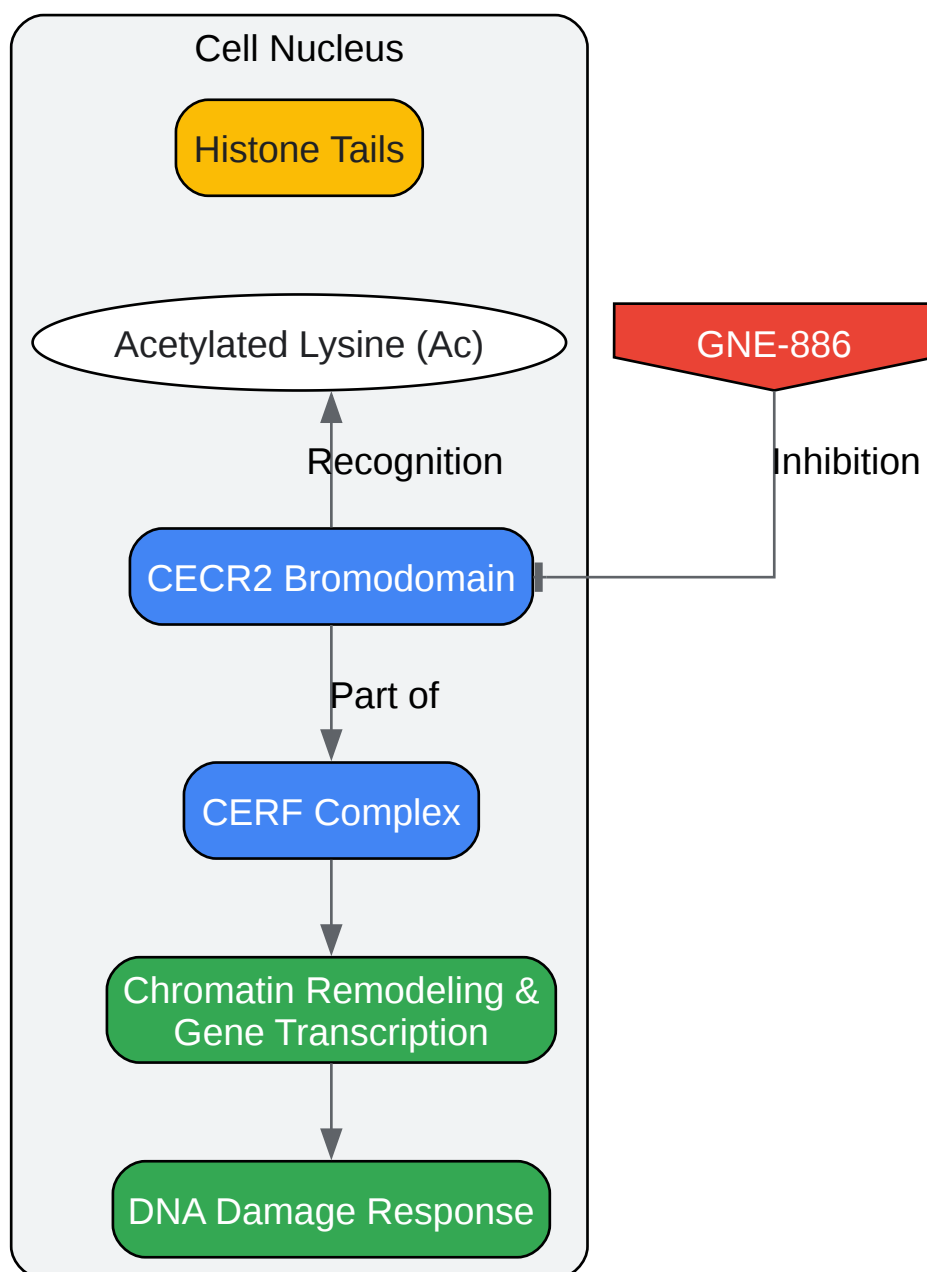 Cell Nucleus
Histone Tails
Acetylated Lysine (Ac)
GNE-886
Recognition
Inhibition
CECR2 Bromodomain
Part of
CERF Complex
Chromatin Remodeling &
Gene Transcription
DNA Damage Response